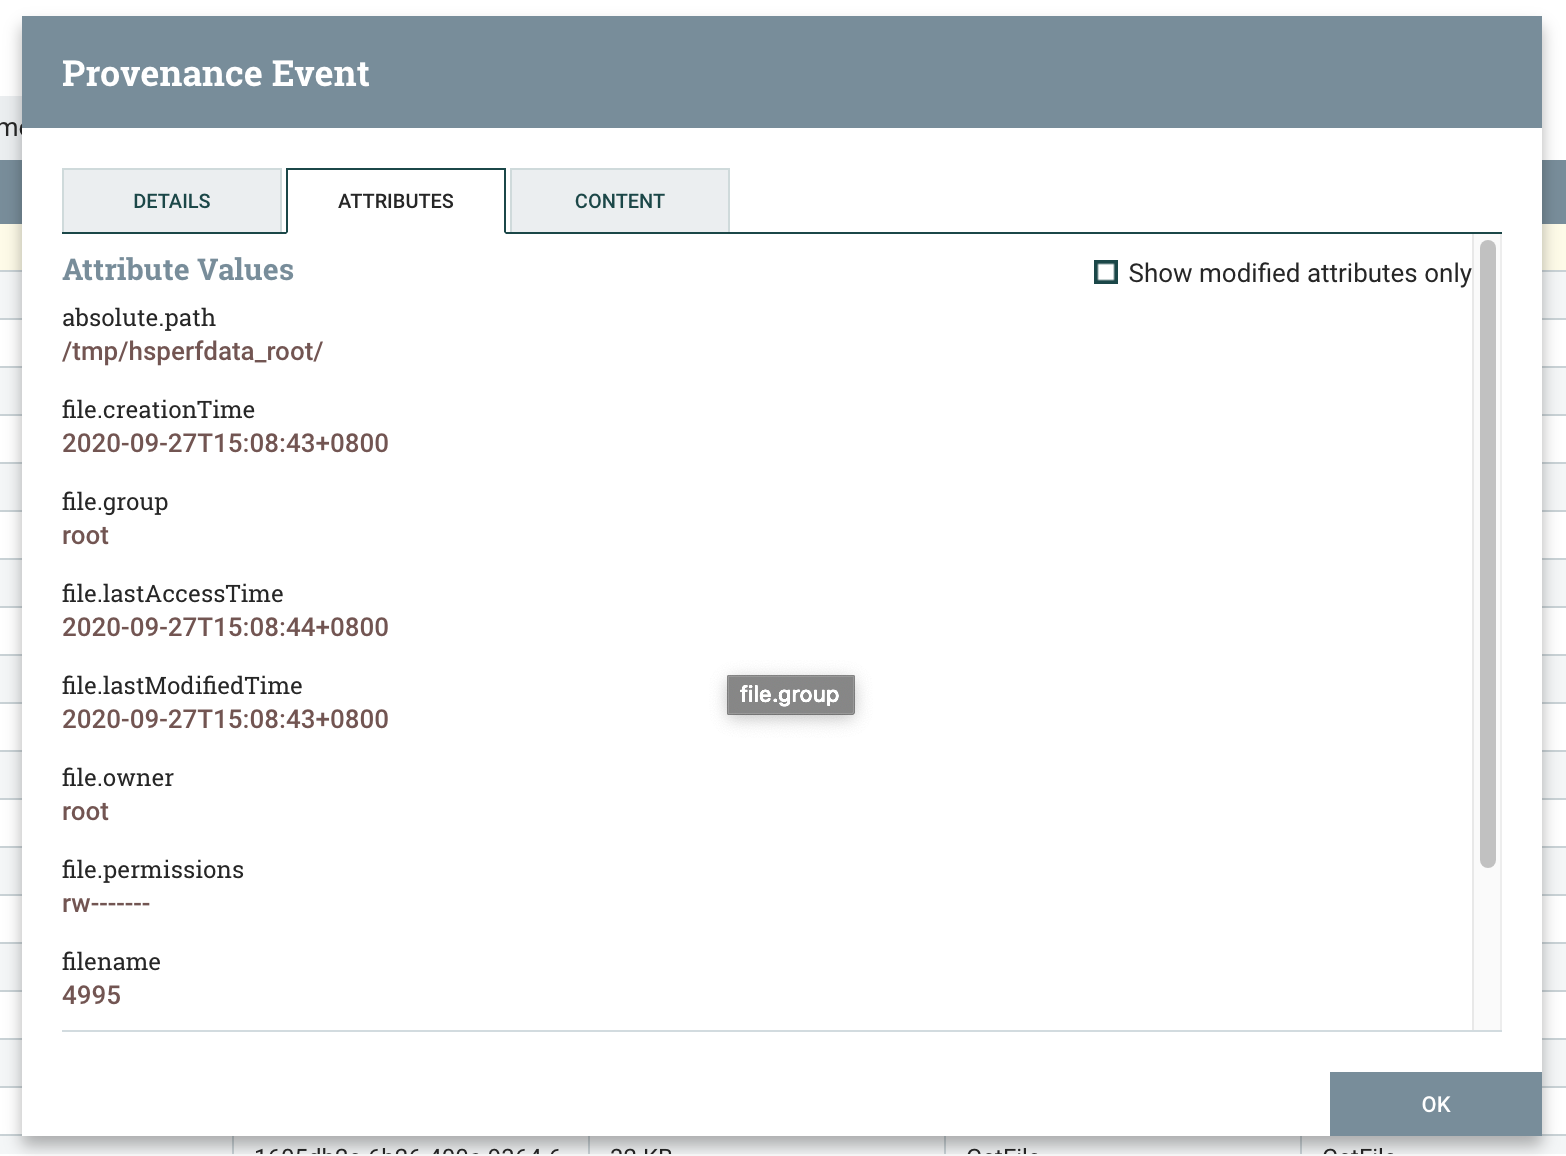 Provenance Event
DETAILS
ATTRIBUTES
CONTENT
Attribute Values
Show modified attributes only
absolute.path
/tmp/hsperfdata_root/
file.creationTime
2020-09-27T15:08:43+0800
file.group
root
file.lastAccessTime
2020-09-27T15:08:44+0800
file.lastModifiedTime
2020-09-27T15:08:43+0800
file.group
file.owner
root
file.permissions
rw-------
filename
4995
OK